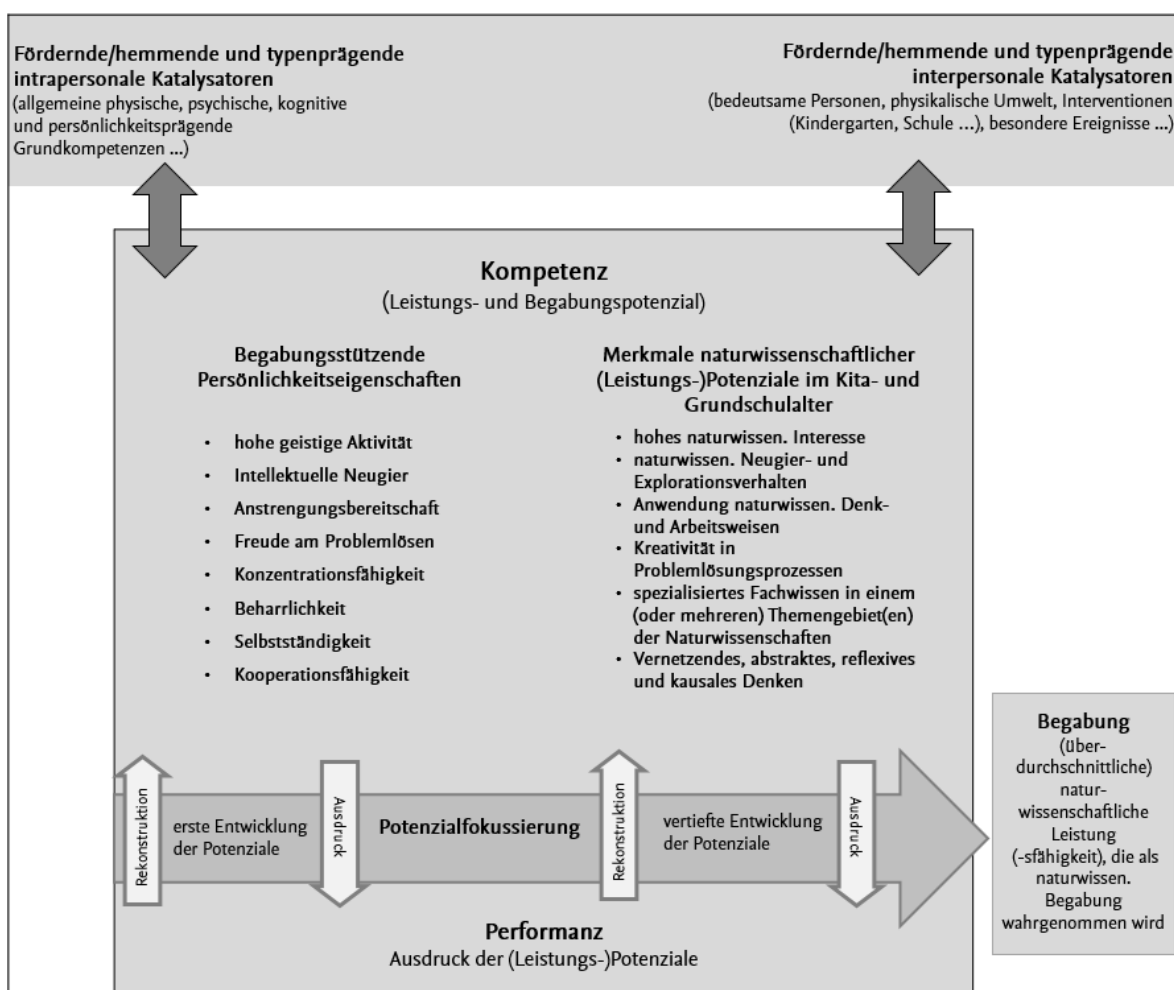 Fördernde/hemmende und typenprägende
intrapersonale Katalysatoren
(allgemeine physische, psychische, kognitive
und persönlichkeitsprägende
Grundkompetenzen ...)
Fördernde/hemmende und typenprägende
interpersonale Katalysatoren
(bedeutsame Personen, physikalische Umwelt, Interventionen
(Kindergarten, Schule ...), besondere Ereignisse ...)
Kompetenz
(Leistungs- und Begabungspotenzial)
Begabungsstützende
Persönlichkeitseigenschaften
• hohe geistige Aktivität
• Intellektuelle Neugier
• Anstrengungsbereitschaft
• Freude am Problemlösen
• Konzentrationsfähigkeit
• Beharrlichkeit
• Selbstständigkeit
• Kooperationsfähigkeit
Merkmale naturwissenschaftlicher
(Leistungs-)Potenziale im Kita- und
Grundschulalter
• hohes naturwissen. Interesse
• naturwissen. Neugier- und
Explorationsverhalten
• Anwendung naturwissen. Denk-
und Arbeitsweisen
• Kreativität in
Problemlösungsprozessen
• spezialisiertes Fachwissen in einem
(oder mehreren) Themengebiet(en)
der Naturwissenschaften
• Vernetzendes, abstraktes, reflexives
und kausales Denken
Rekonstruktion
erste Entwicklung
der Potenziale
Ausdruck
Potenzialfokussierung
Rekonstruktion
vertiefte Entwicklung
der Potenziale
Ausdruck
Performanz
Ausdruck der (Leistungs-)Potenziale
Begabung
(über-
durchschnittliche)
natur-
wissenschaftliche
Leistung
(-sfähigkeit), die als
naturwissen.
Begabung
wahrgenommen wird